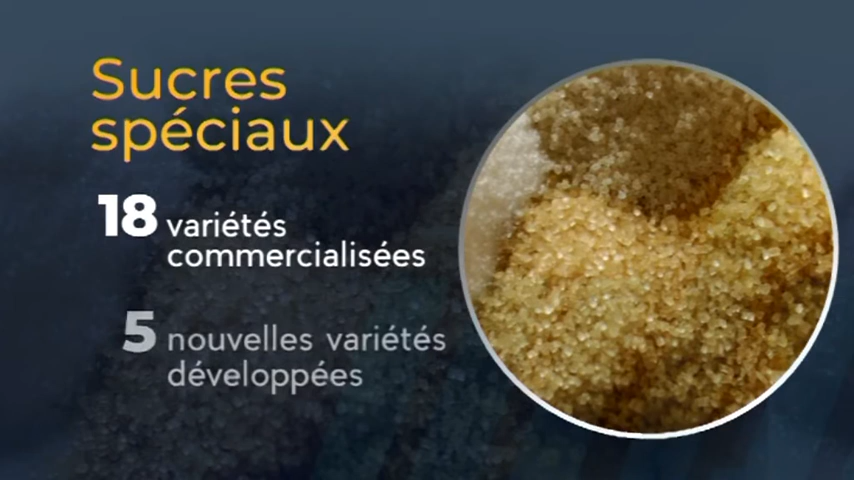 Sucres
spéciaux
18 variétés
commercialisées
5 nouvelles variétés
développées